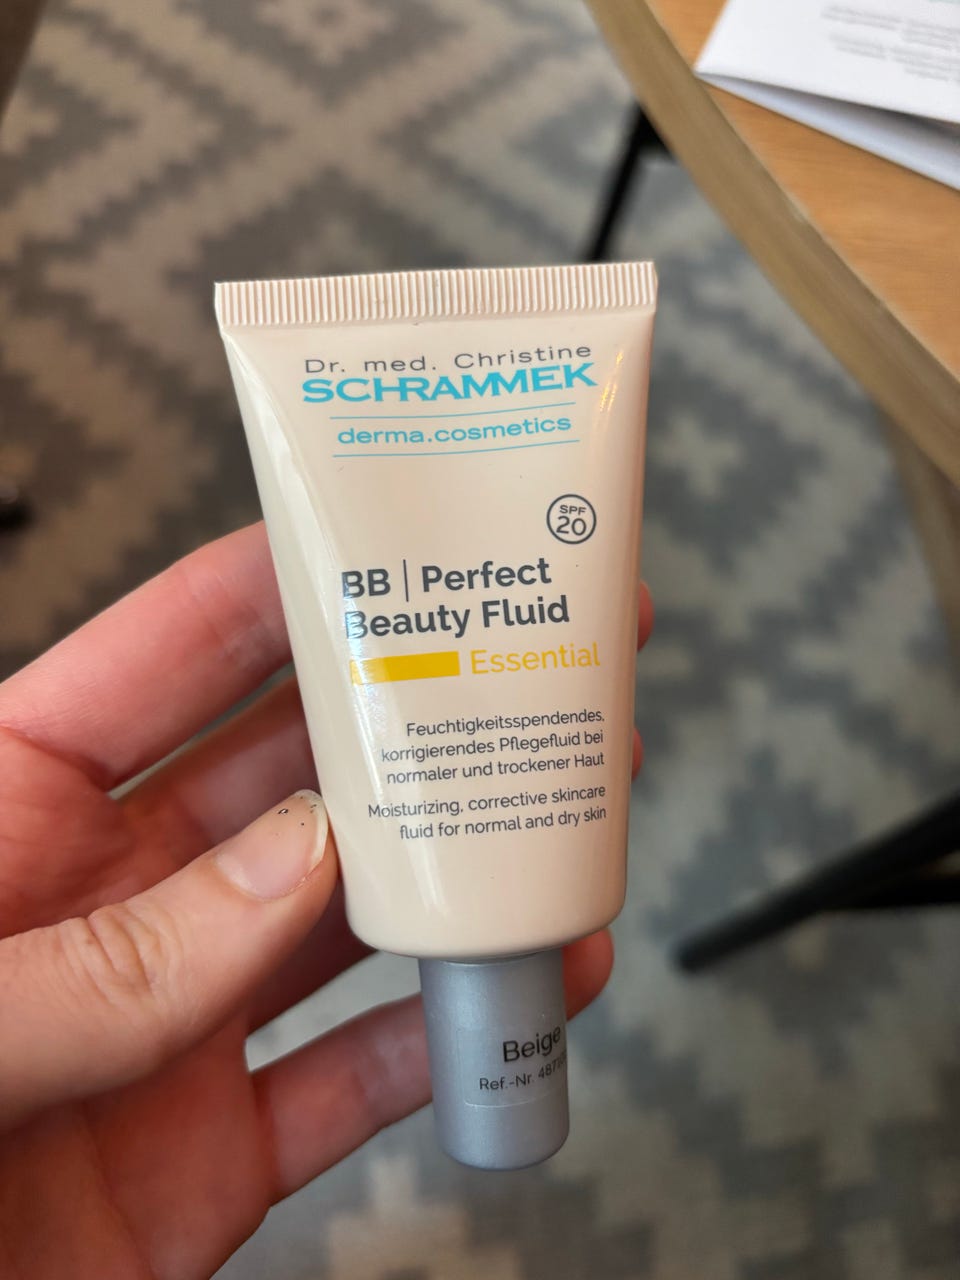 Dr. med. Christine
SCHRAMMEK
derma.cosmetics
SPF
20
BB | Perfect
Beauty Fluid
Essential
Feuchtigkeitsspendendes,
korrigierendes Pflegefluid bei
normaler und trockener Haut
Moisturizing, corrective skincare
fluid for normal and dry skin
Beige
Ref.-Nr.